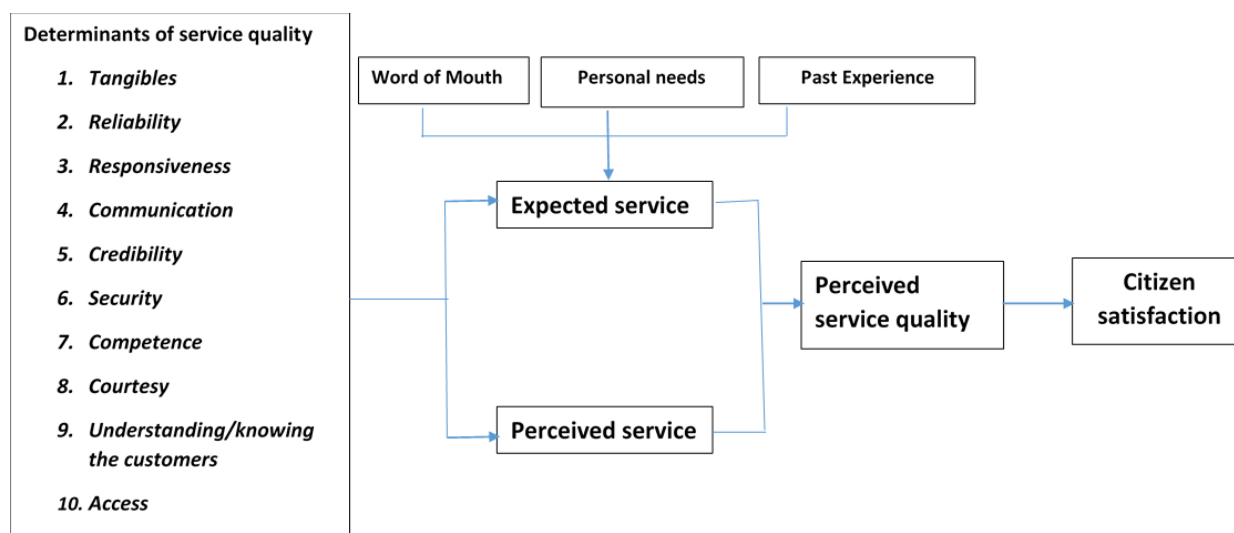 Determinants of service quality
1. Tangibles
2. Reliability
3. Responsiveness
4. Communication
5. Credibility
6. Security
7. Competence
8. Courtesy
9. Understanding/knowing
the customers
10. Access
Word of Mouth
Personal needs
Past Experience
Expected service
Perceived service
Perceived
service quality
Citizen
satisfaction